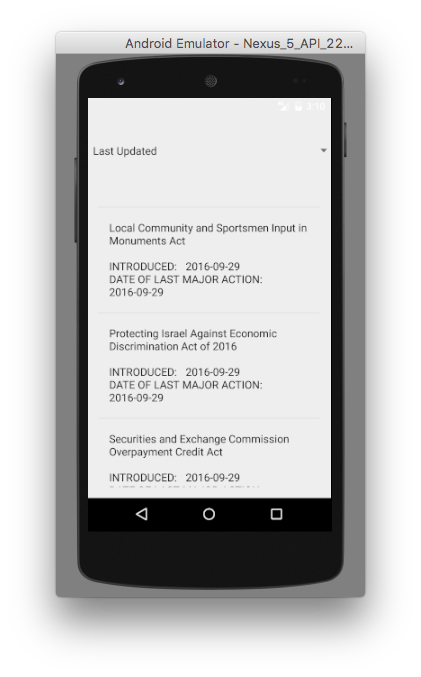 Android Emulator - Nexus_5_API_22...
3:10
Last Updated
Local Community and Sportsmen Input in
Monuments Act
INTRODUCED: 2016-09-29
DATE OF LAST MAJOR ACTION:
2016-09-29
Protecting Israel Against Economic
Discrimination Act of 2016
INTRODUCED: 2016-09-29
DATE OF LAST MAJOR ACTION:
2016-09-29
Securities and Exchange Commission
Overpayment Credit Act
INTRODUCED: 2016-09-29